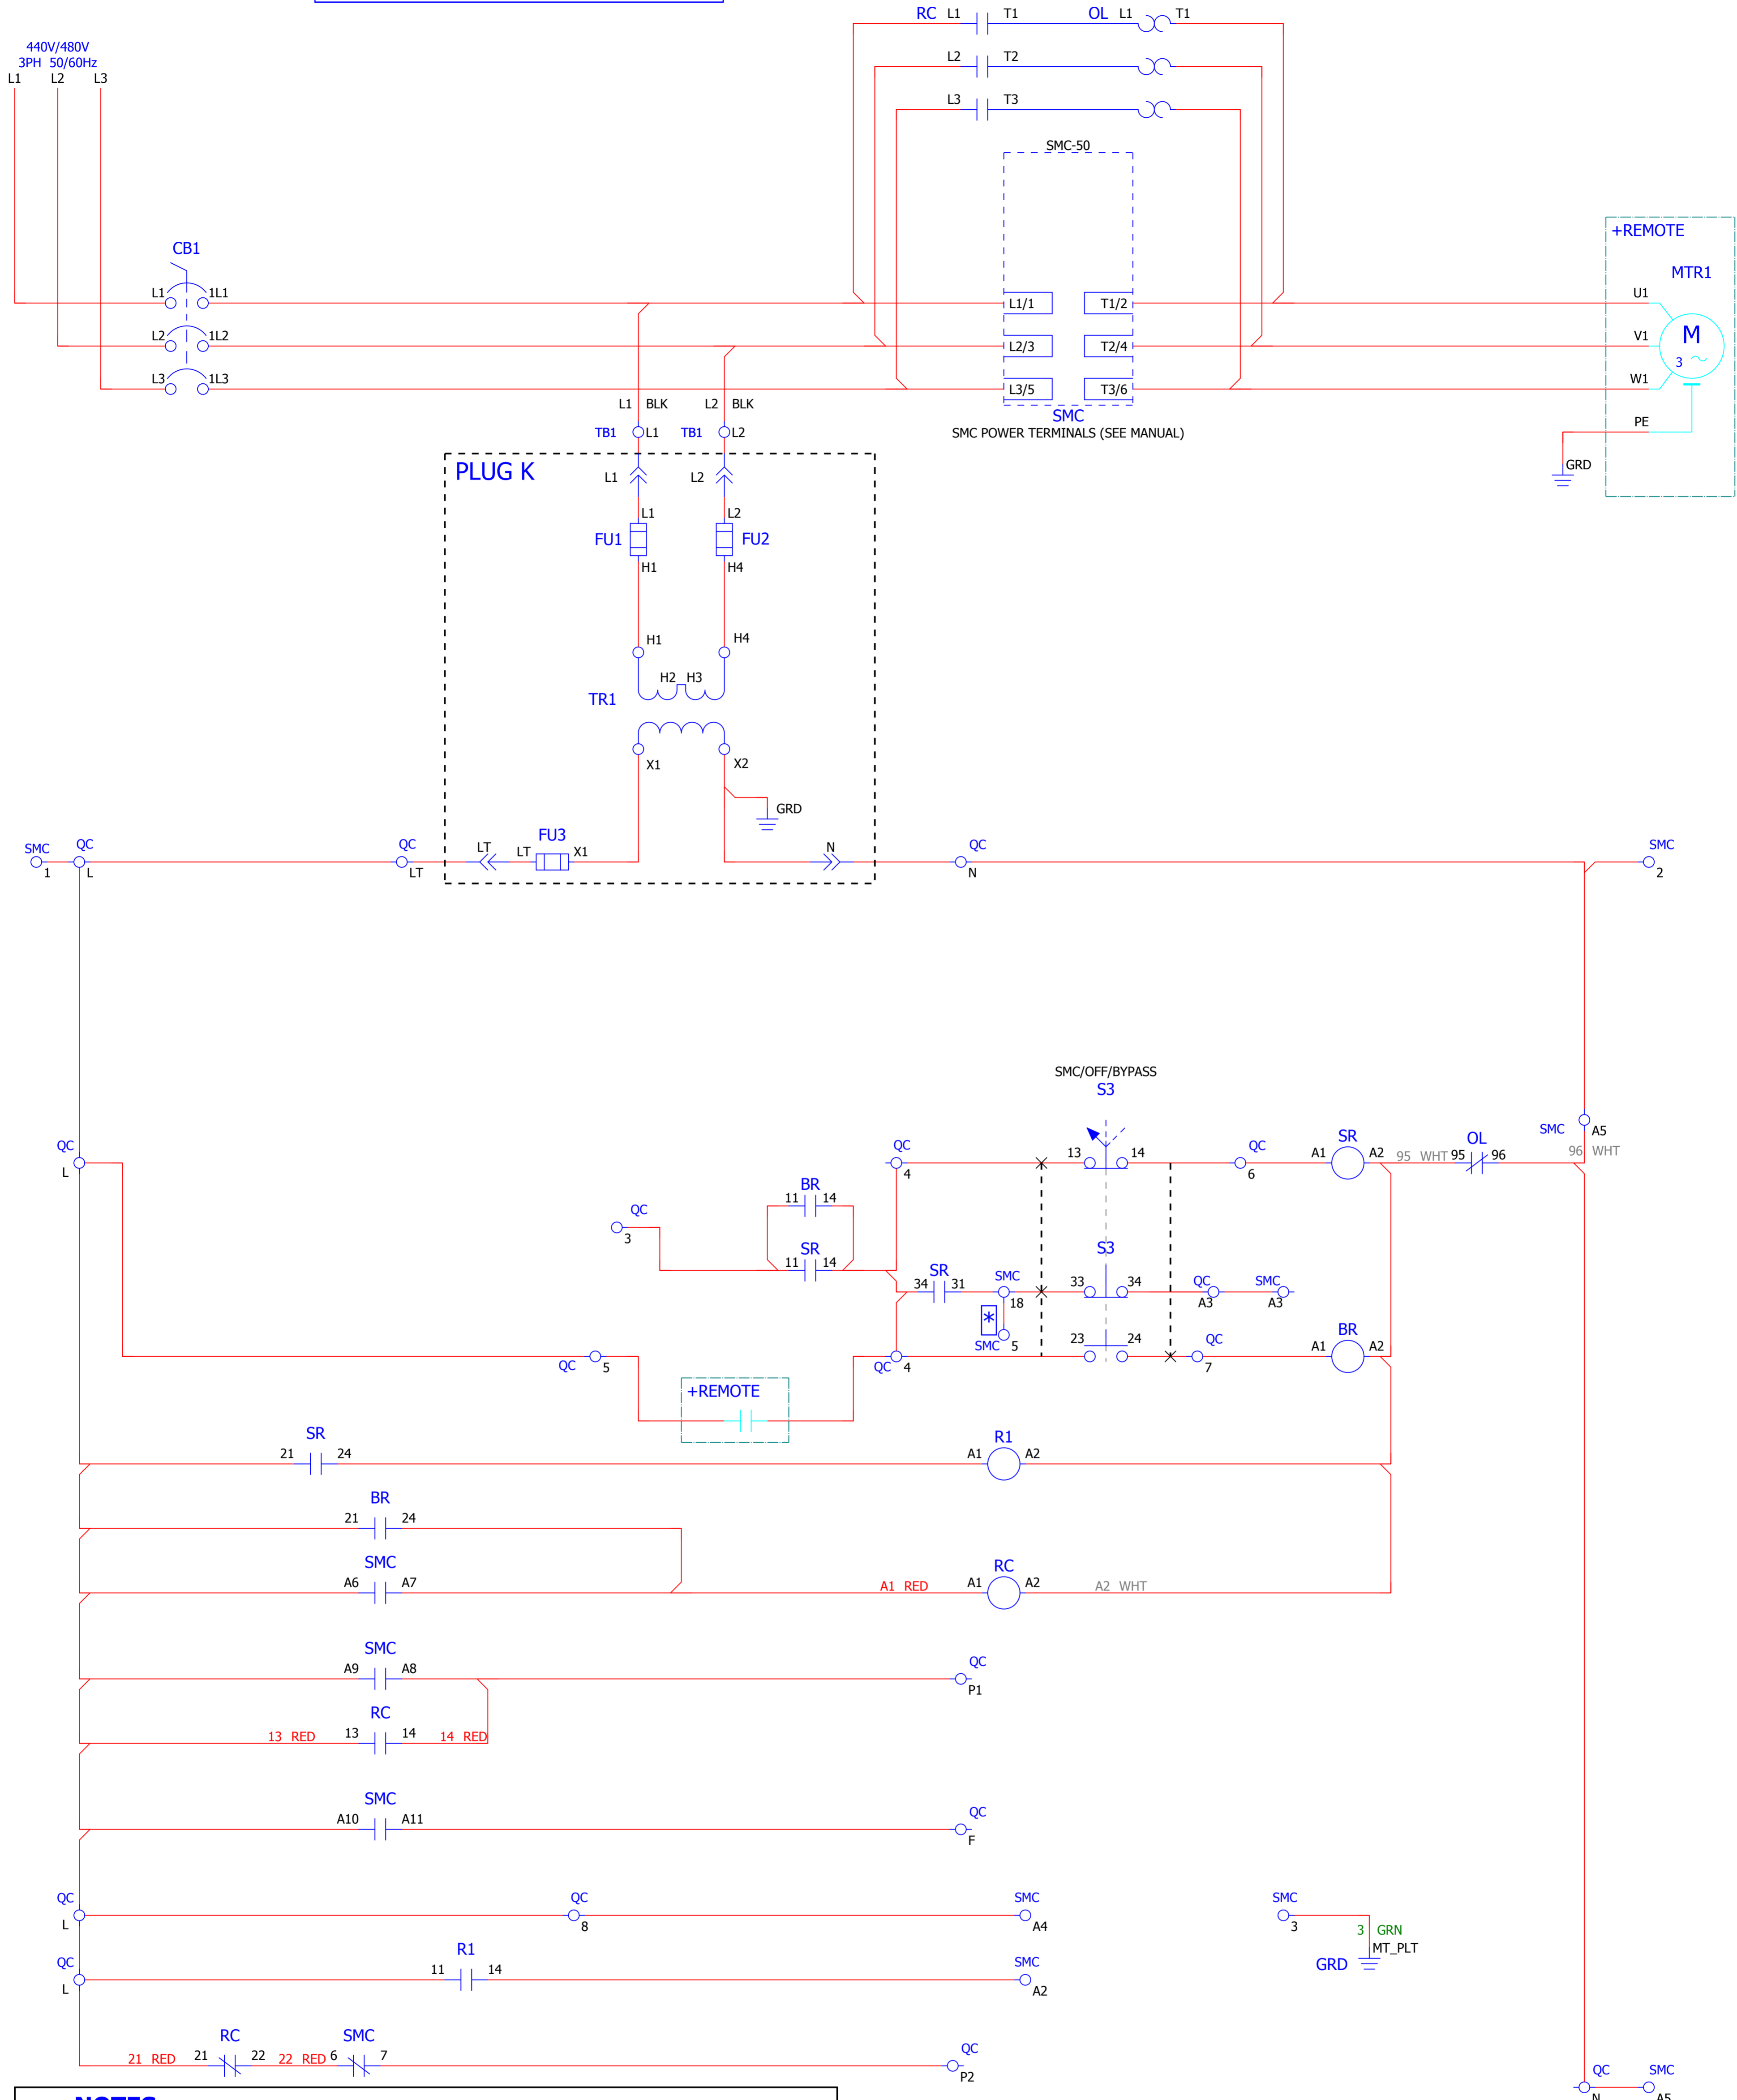 RC L1 T1 OL L1 T1
440V/480V
3PH 50/60Hz
L1 L2 L3
L2 T2
L3 T3
SMC-50
+REMOTE
CB1
MTR1
L1 1L1 L1/1 T1/2 U1
L2 1L2 L2/3 T2/4 V1
M
3
L3 1L3 L3/5 T3/6 W1
L1 BLK L2 BLK
SMC
PE
TB1 L1 TB1 L2
SMC POWER TERMINALS (SEE MANUAL)
PLUG K
L1 L2
GRD
L1 L2
FU1 FU2
H1 H4
H1 H4
H2 H3
TR1
X1 X2
GRD
FU3
SMC QC QC LT LT X1 N QC SMC
1 L LT N 2
SMC/OFF/BYPASS
S3
SMC A5
QC QC 13 14 QC SR OL
A1 A2 95 WHT 95 96 96 WHT
L 4 6
BR
11 14
QC
3
SR
11 14
S3
SR
34 31
SMC
18
33 34 QC SMC
A3 A3
*
SMC 5
23 24 QC BR
A1 A2
QC 5 QC 4 7
+REMOTE
SR R1
21 24 A1 A2
BR
21 24
SMC RC
A6 A7 A1 RED A1 A2 A2 WHT
SMC
A9 A8 QC
P1
RC
13 RED 13 14 14 RED
SMC
A10 A11 QC
F
QC QC SMC SMC
L 8 A4 3
3 GRN
MT_PLT
GRD
QC R1 SMC
11 14
L A2
RC SMC
21 RED 21 22 22 RED 6 7 QC
P2
QC SMC
N A5
NOTES